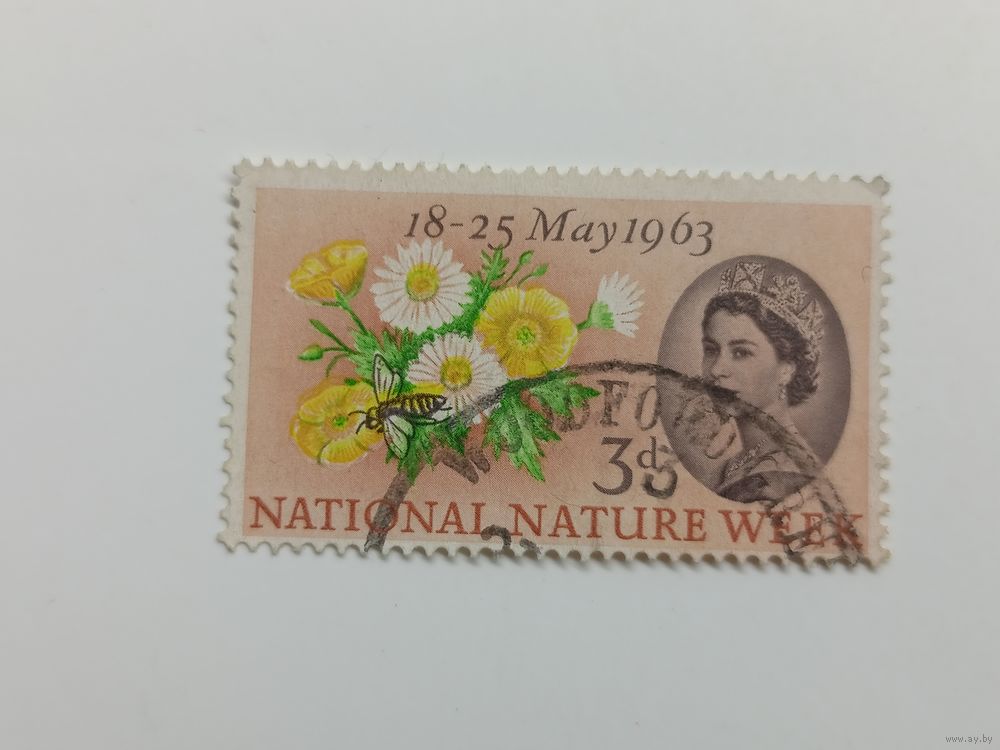 18-25 May 1963
3d
NATIONAL NATURE WEEK
www.ay.by